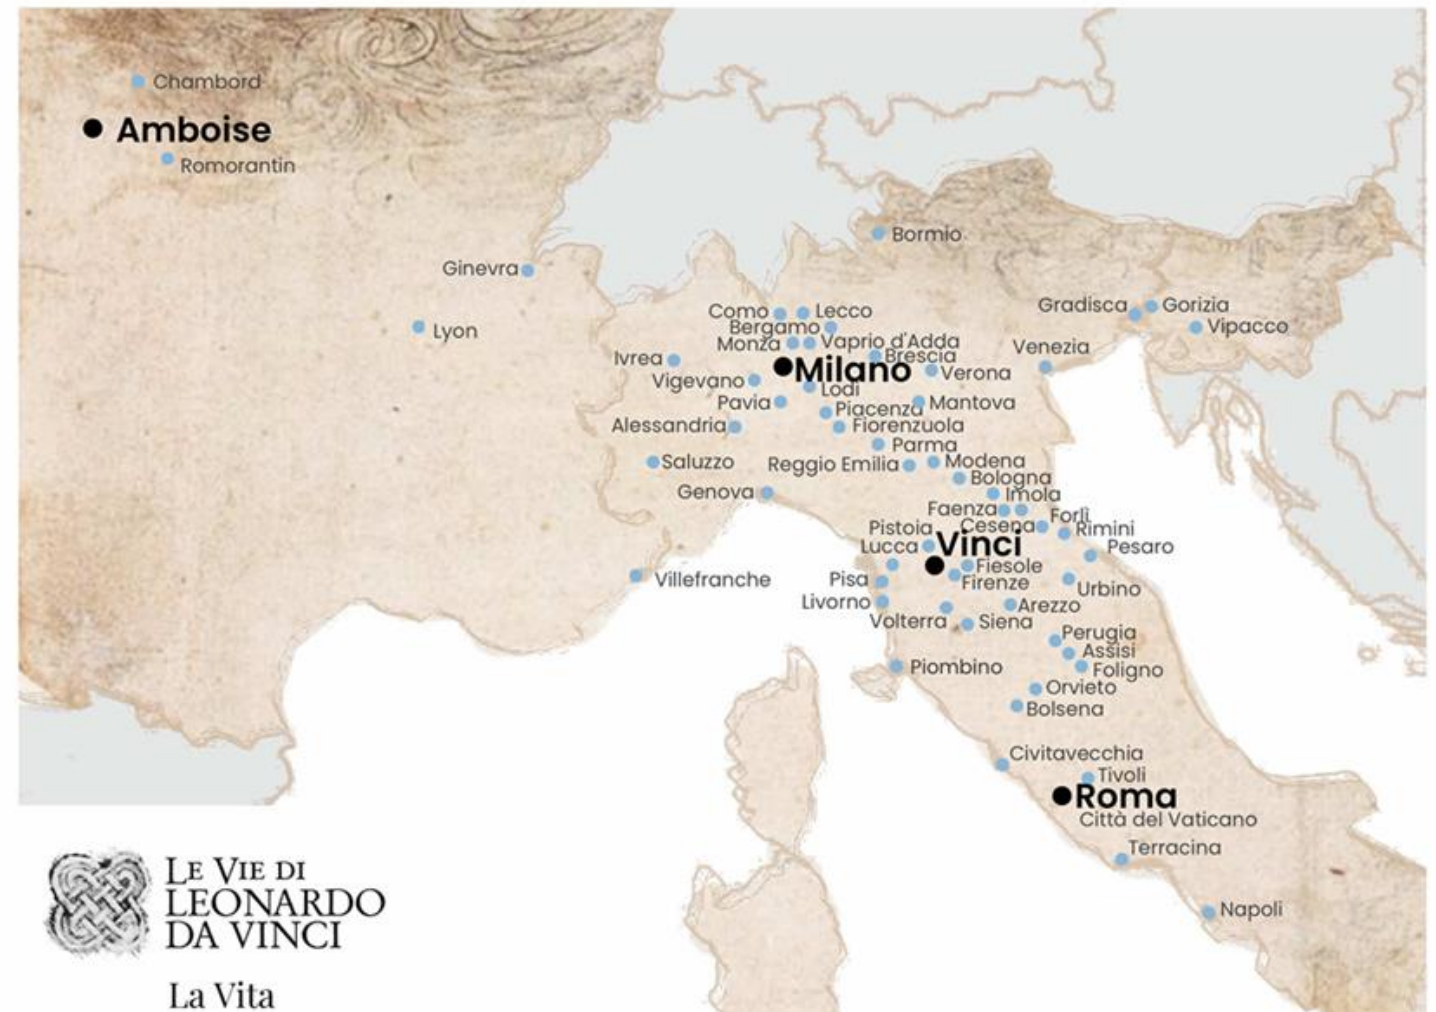 Chambord
Amboise
Romorantin
Bormio
Ginevra
Lyon
Gradisca
Gorizia
Vipacco
Como
Lecco
Bergamo
Monza
Vaprio d'Adda
Venezia
Ivrea
Brescia
Milano
Verona
Vigevano
Lodi
Pavia
Piacenza
Mantova
Alessandria
Fiorenzuola
Parma
Saluzzo
Reggio Emilia
Modena
Bologna
Genova
Imola
Faenza
Forlì
Pistoia
Cesena
Rimini
Vinci
Lucca
Pesaro
Fiesole
Villefranche
Pisa
Firenze
Urbino
Livorno
Arezzo
Volterra
Siena
Perugia
Assisi
Piombino
Foligno
Orvieto
Bolsena
Civitavecchia
Tivoli
Roma
Città del Vaticano
Terracina
Napoli
LE VIE DI
LEONARDO
DA VINCI
La Vita